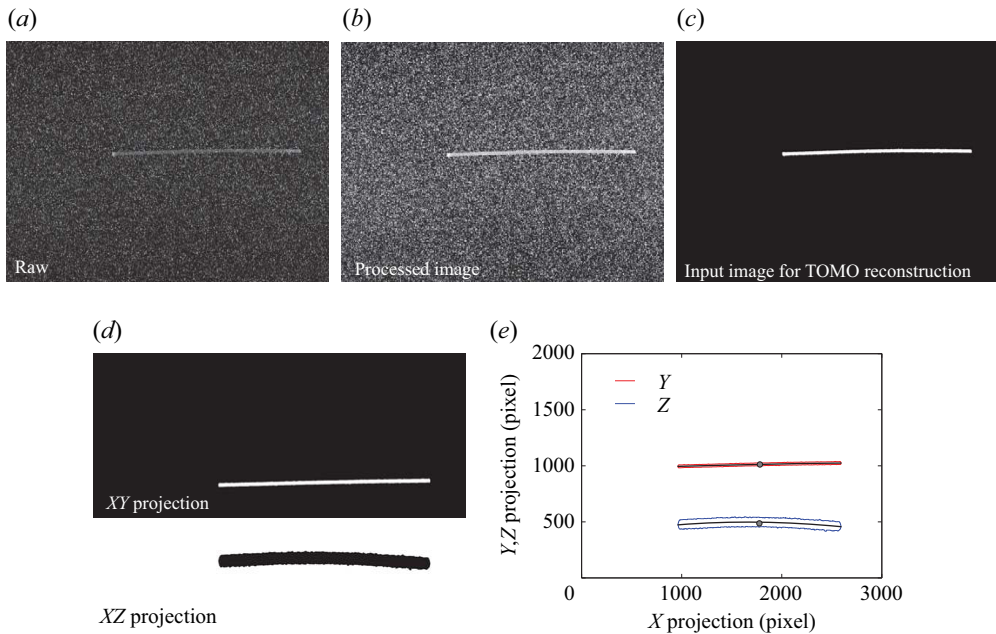 (a)
(b)
(c)
Raw
Processed image
Input image for TOMO reconstruction
(d)
(e)
XY projection
XZ projection
2000
1500
1000
500
0
1000
2000
3000
Y
Z
Y,Z projection (pixel)
X projection (pixel)